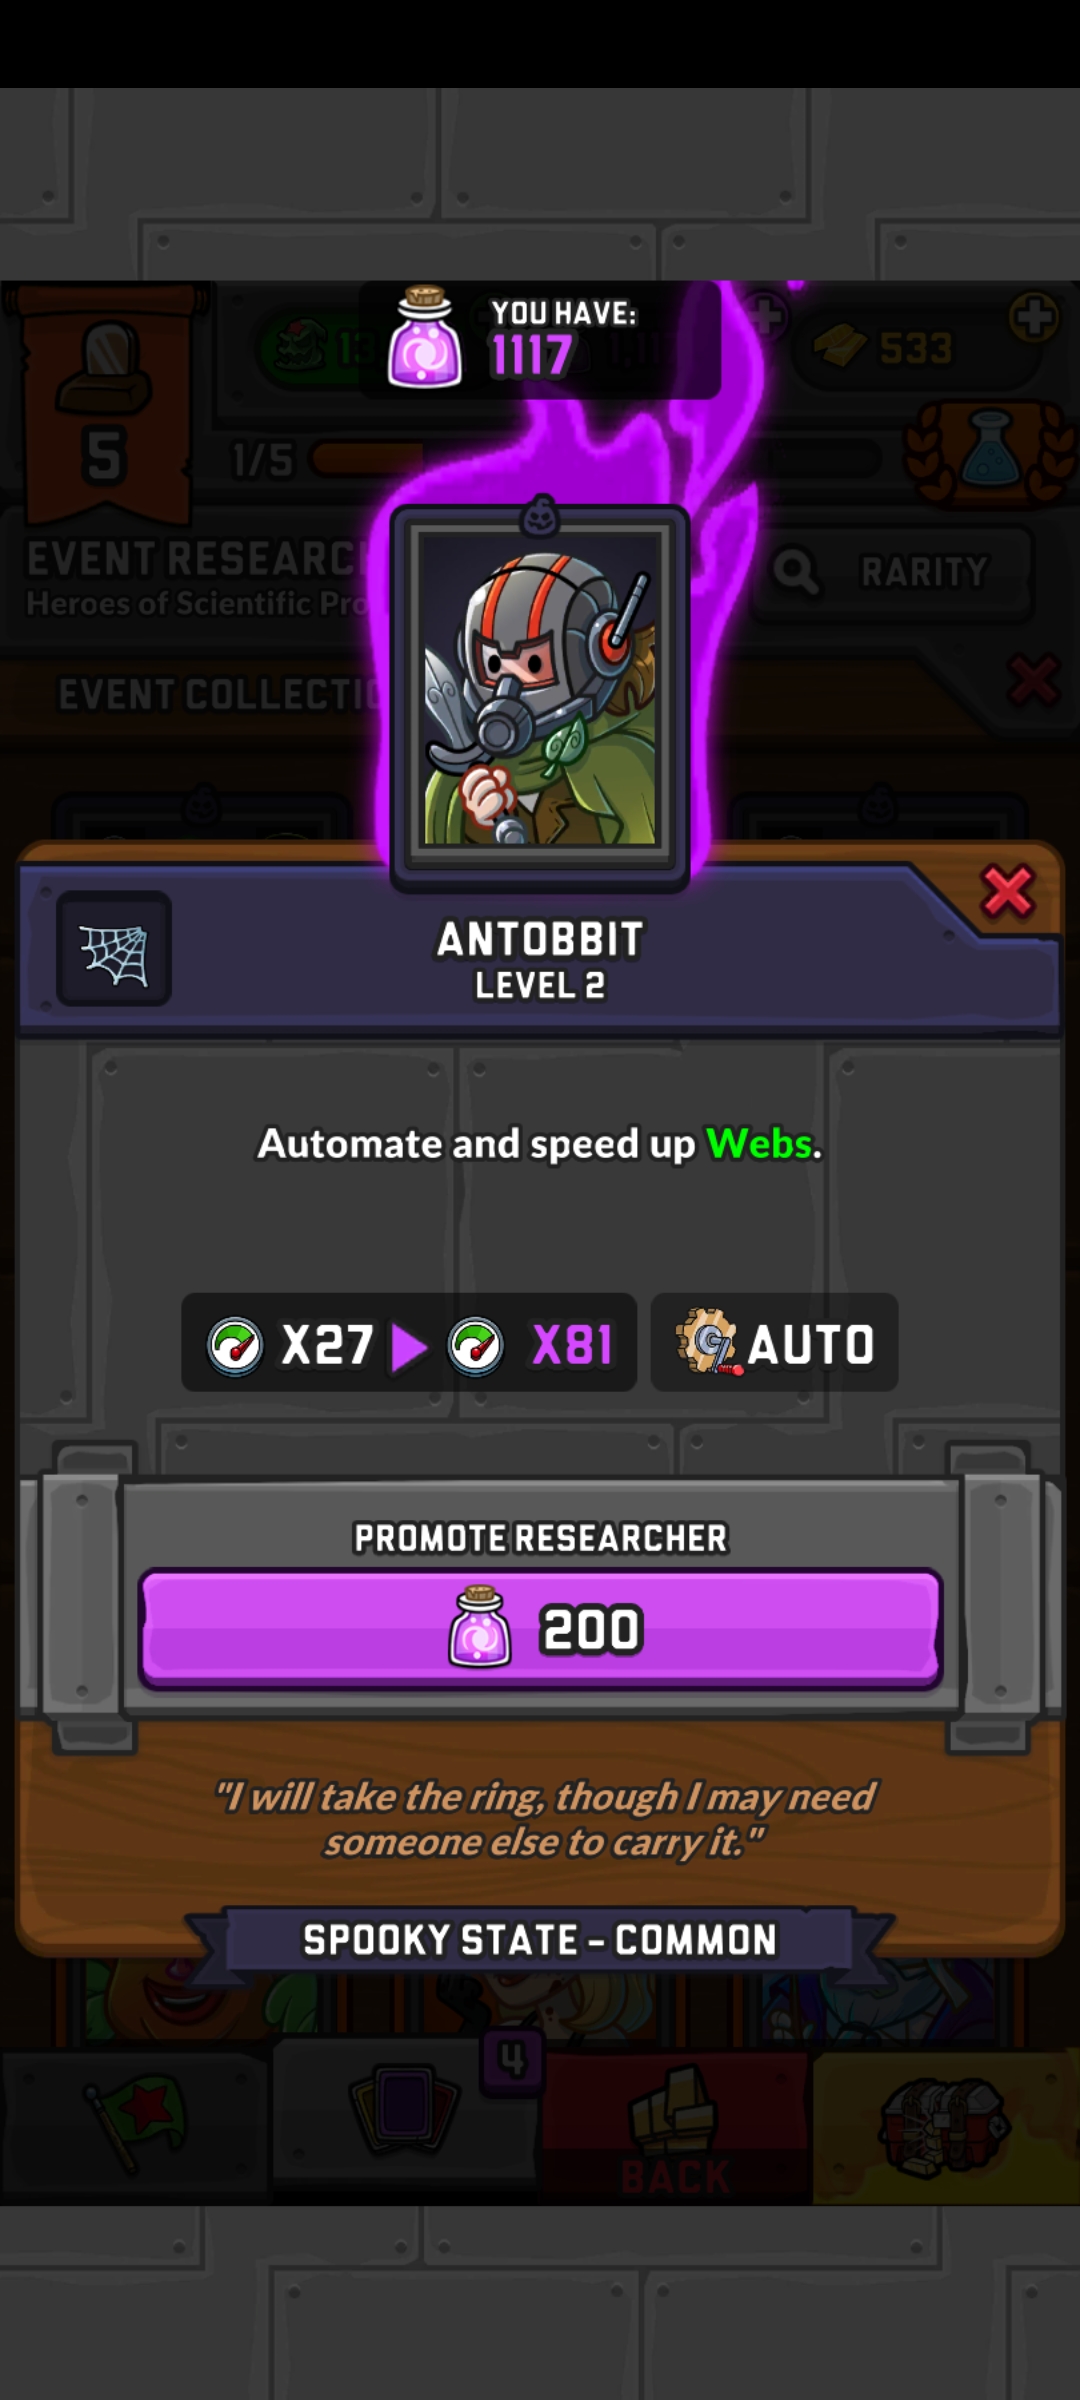 YOU HAVE:
1117
533
5
1/5
EVENT RESEARC
Heroes of Scientific Pro
RARITY
EVENT COLLECTIO
ANTOBBIT
LEVEL 2
Automate and speed up Webs.
X27 X81 AUTO
PROMOTE RESEARCHER
200
"I will take the ring, though I may need
someone else to carry it."
SPOOKY STATE - COMMON
4
BACK